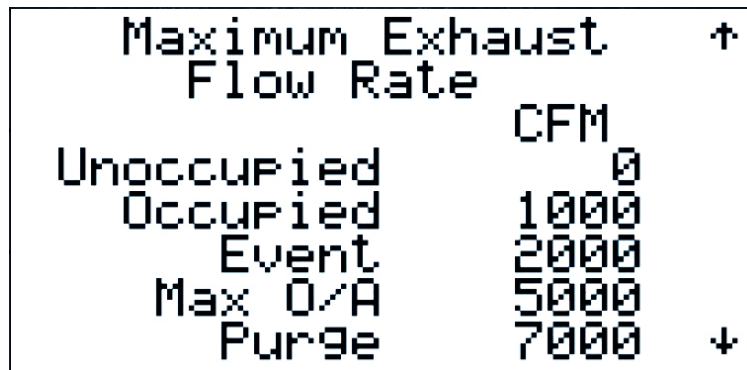 Maximum Exhaust ↑
Flow Rate
CFM
Unoccupied 0
Occupied 1000
Event 2000
Max O/A 5000
Purge 7000 ↓